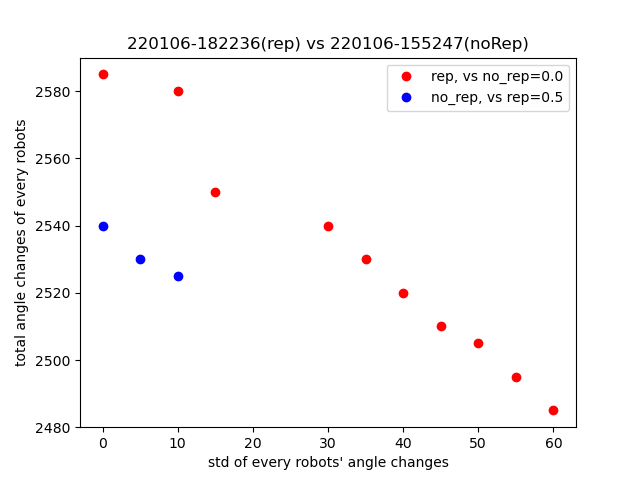 220106-182236(rep) vs 220106-155247(noRep)
rep, vs no_rep=0.0
no_rep, vs rep=0.5
total angle changes of every robots
2580
2560
2540
2520
2500
2480
0 10 20 30 40 50 60
std of every robots' angle changes